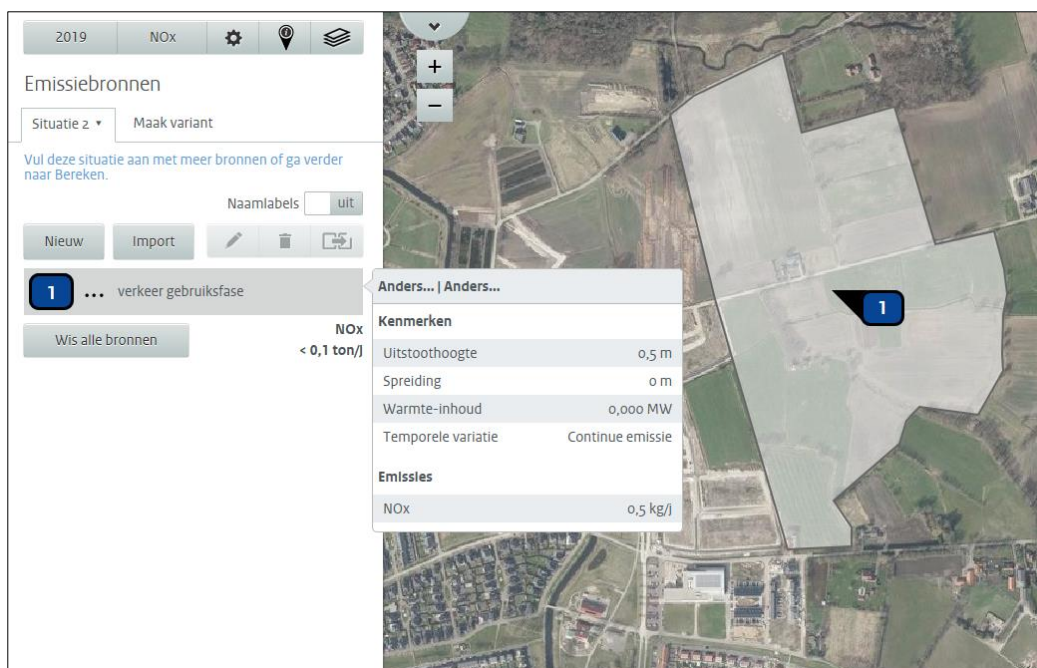 2019 NOx
Emissiebronnen
Situatie 2 ▾ Maak variant
Vul deze situatie aan met meer bronnen of ga verder
naar Bereken.
Naamlabels uit
Nieuw Import
1 ... verkeer gebruiksfase
Wis alle bronnen
NOx
< 0,1 ton/j
+
−
Anders... | Anders...
Kenmerken
Uitstoothoogte 0,5 m
Spreiding 0 m
Warmte-inhoud 0,000 MW
Temporele variatie Continue emissie
Emissies
NOx 0,5 kg/j
1